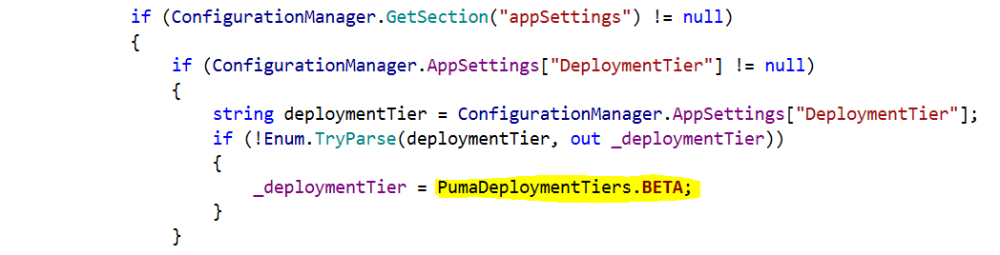 if (ConfigurationManager.GetSection("appSettings") != null)
{
if (ConfigurationManager.AppSettings["DeploymentTier"] != null)
{
string deploymentTier = ConfigurationManager.AppSettings["DeploymentTier"];
if (!Enum.TryParse(deploymentTier, out _deploymentTier))
{
_deploymentTier = PumaDeploymentTiers.BETA;
}
}